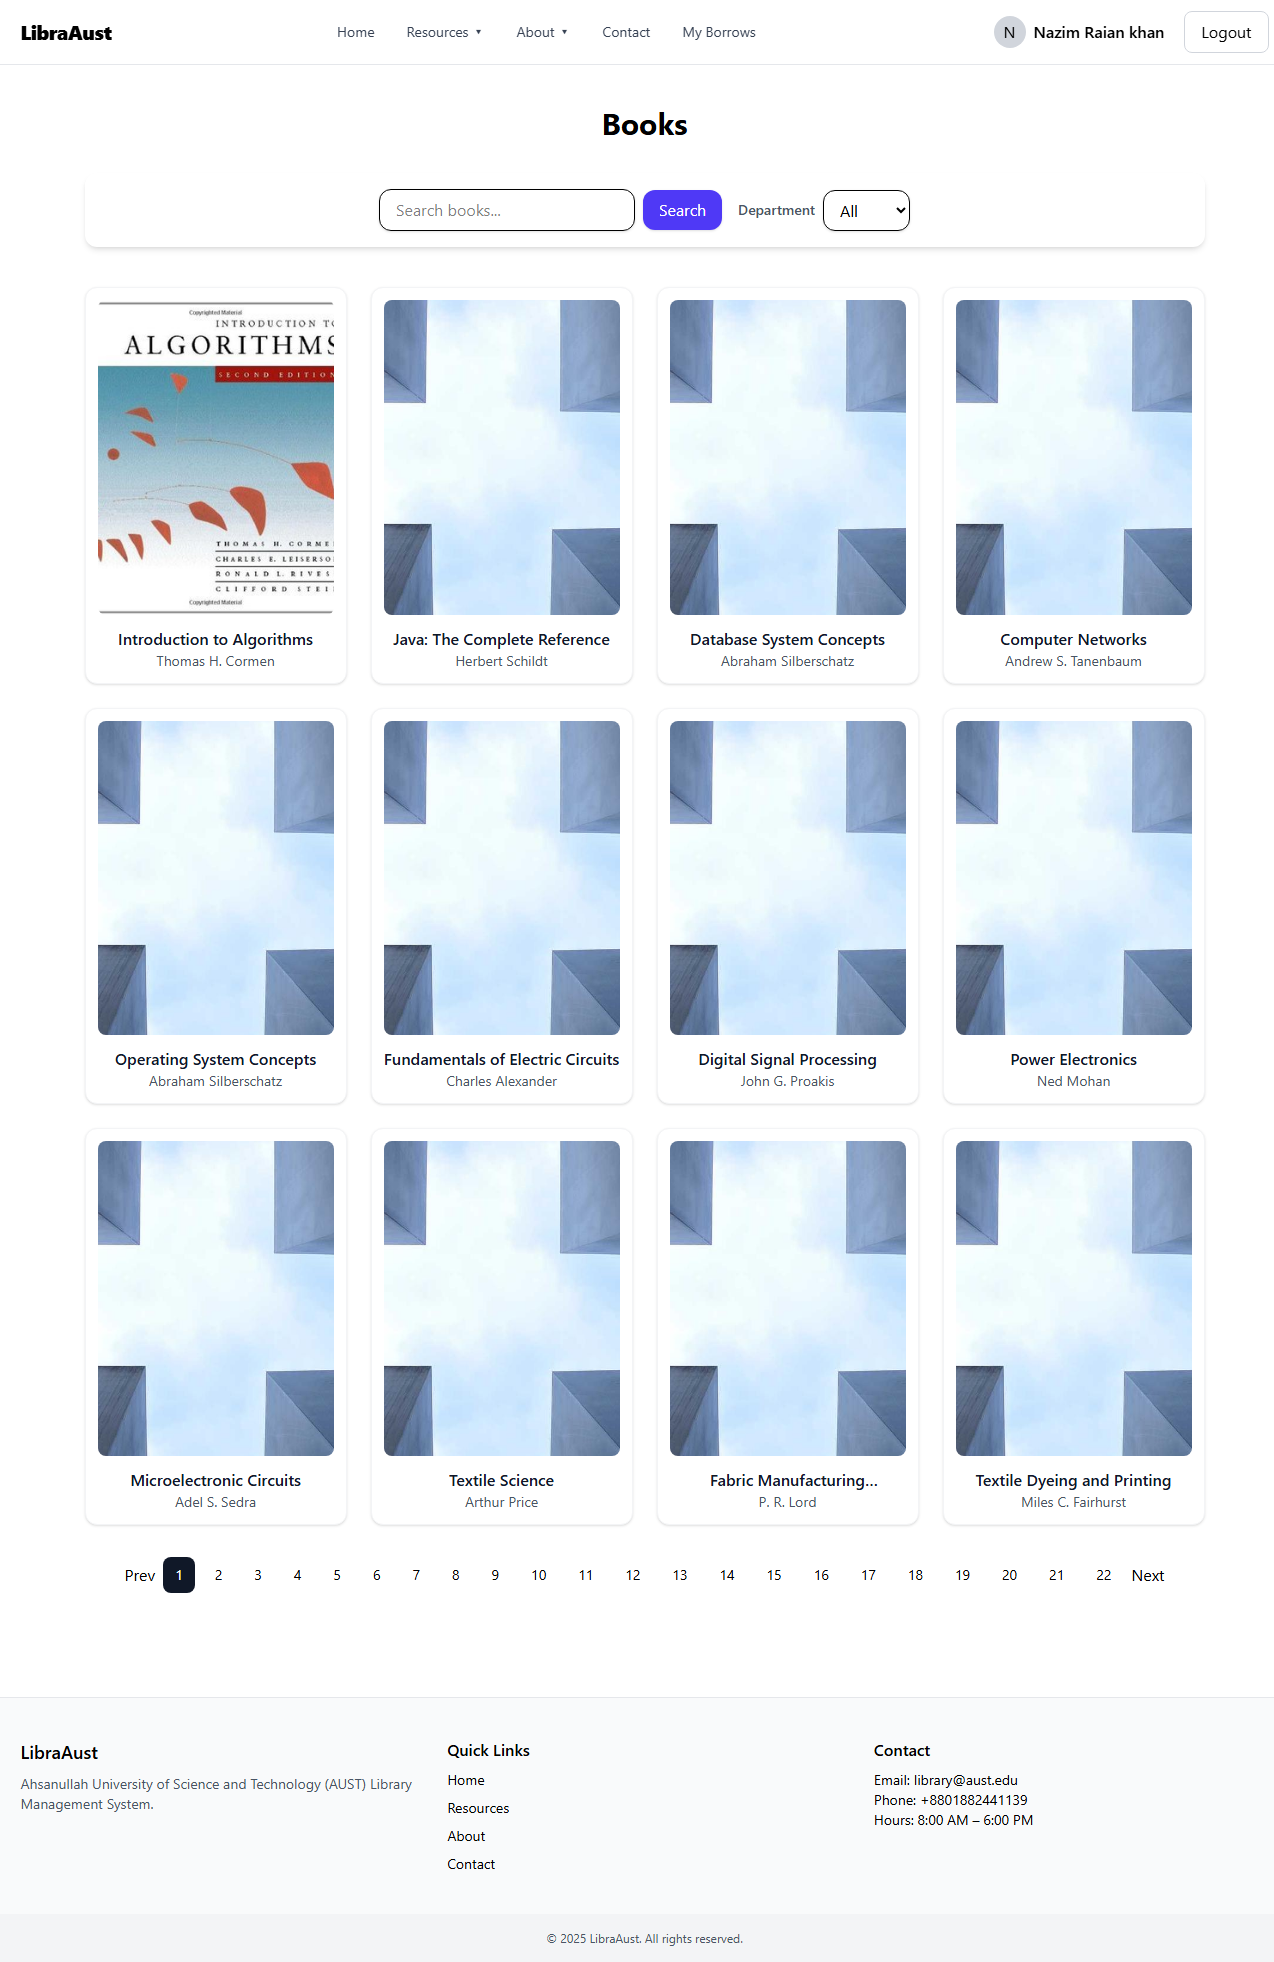 LibraAust
Home
Resources ▼
About ▼
Contact
My Borrows
N
Nazim Raian khan
Logout
Books
Search books...
Search
Department
All
Copyrighted Material
INTRODUCTION TO
ALGORITHMS
SECOND EDITION
THOMAS H. CORME
CHARLES E. LEISERSO
RONALD L. RIVES
CLIFFORD STEI
Copyrighted Material
Introduction to Algorithms
Thomas H. Cormen
Java: The Complete Reference
Herbert Schildt
Database System Concepts
Abraham Silberschatz
Computer Networks
Andrew S. Tanenbaum
Operating System Concepts
Abraham Silberschatz
Fundamentals of Electric Circuits
Charles Alexander
Digital Signal Processing
John G. Proakis
Power Electronics
Ned Mohan
Microelectronic Circuits
Adel S. Sedra
Textile Science
Arthur Price
Fabric Manufacturing...
P. R. Lord
Textile Dyeing and Printing
Miles C. Fairhurst
Prev 1 2 3 4 5 6 7 8 9 10 11 12 13 14 15 16 17 18 19 20 21 22 Next
LibraAust
Ahsanullah University of Science and Technology (AUST) Library
Management System.
Quick Links
Home
Resources
About
Contact
Contact
Email: library@aust.edu
Phone: +8801882441139
Hours: 8:00 AM – 6:00 PM
© 2025 LibraAust. All rights reserved.